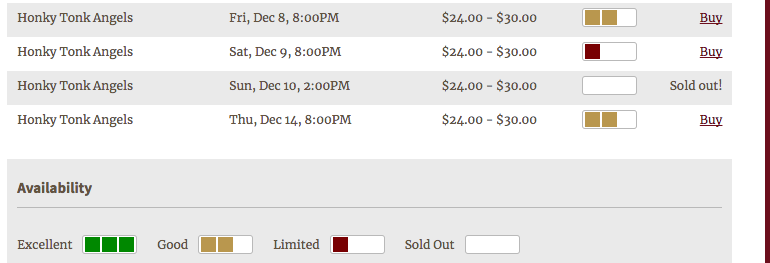 Honky Tonk Angels Fri, Dec 8, 8:00PM $24.00 - $30.00 Buy
Honky Tonk Angels Sat, Dec 9, 8:00PM $24.00 - $30.00 Buy
Honky Tonk Angels Sun, Dec 10, 2:00PM $24.00 - $30.00 Sold out!
Honky Tonk Angels Thu, Dec 14, 8:00PM $24.00 - $30.00 Buy
Availability
Excellent Good Limited Sold Out